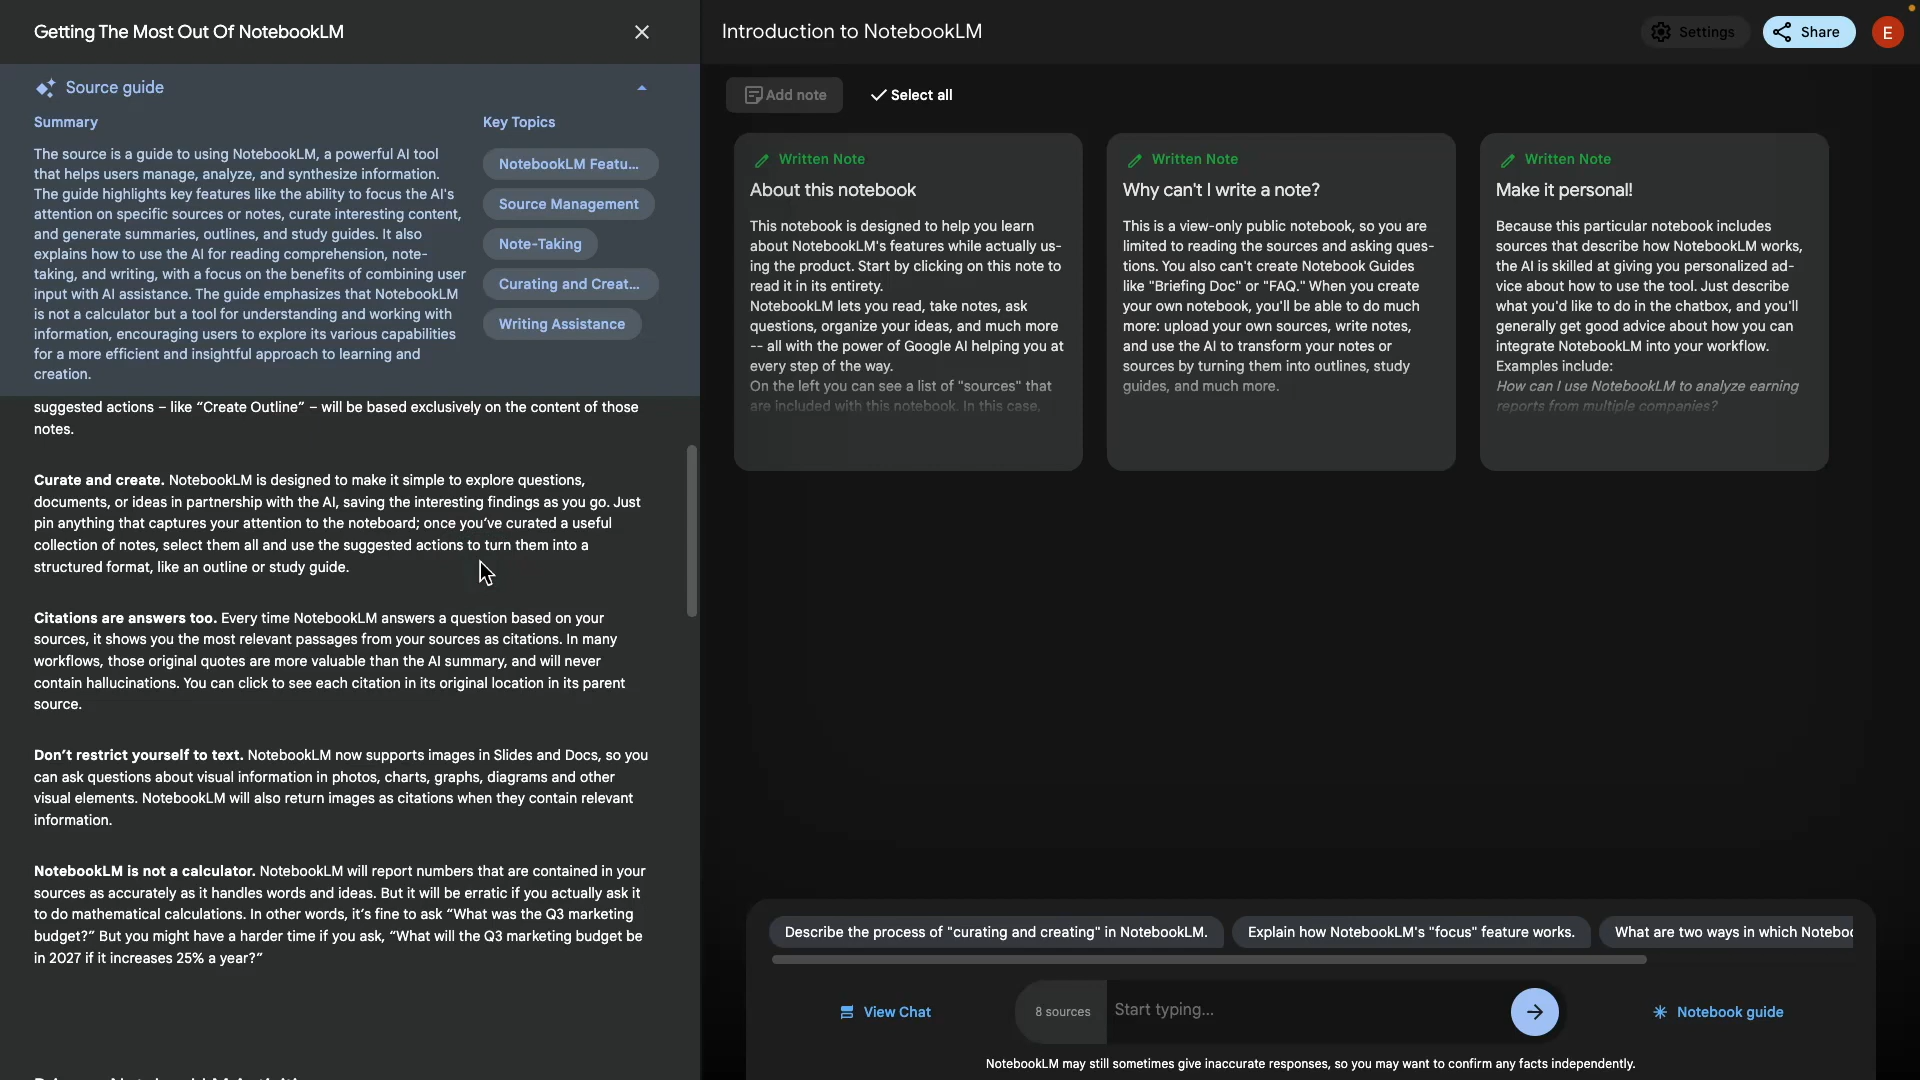 Getting The Most Out Of NotebookLM
Source guide
Summary
The source is a guide to using NotebookLM, a powerful AI tool
that helps users manage, analyze, and synthesize information.
The guide highlights key features like the ability to focus the AI's
attention on specific sources or notes, curate interesting content,
and generate summaries, outlines, and study guides. It also
explains how to use the AI for reading comprehension, note-
taking, and writing, with a focus on the benefits of combining user
input with AI assistance. The guide emphasizes that NotebookLM
is not a calculator but a tool for understanding and working with
information, encouraging users to explore its various capabilities
for a more efficient and insightful approach to learning and
creation.
Key Topics
NotebookLM Featu...
Source Management
Note-Taking
Curating and Creat...
Writing Assistance
suggested actions – like “Create Outline” – will be based exclusively on the content of those
notes.
Curate and create. NotebookLM is designed to make it simple to explore questions,
documents, or ideas in partnership with the AI, saving the interesting findings as you go. Just
pin anything that captures your attention to the noteboard; once you’ve curated a useful
collection of notes, select them all and use the suggested actions to turn them into a
structured format, like an outline or study guide.
Citations are answers too. Every time NotebookLM answers a question based on your
sources, it shows you the most relevant passages from your sources as citations. In many
workflows, those original quotes are more valuable than the AI summary, and will never
contain hallucinations. You can click to see each citation in its original location in its parent
source.
Don’t restrict yourself to text. NotebookLM now supports images in Slides and Docs, so you
can ask questions about visual information in photos, charts, graphs, diagrams and other
visual elements. NotebookLM will also return images as citations when they contain relevant
information.
NotebookLM is not a calculator. NotebookLM will report numbers that are contained in your
sources as accurately as it handles words and ideas. But it will be erratic if you actually ask it
to do mathematical calculations. In other words, it’s fine to ask “What was the Q3 marketing
budget?” But you might have a harder time if you ask, “What will the Q3 marketing budget be
in 2027 if it increases 25% a year?”
Introduction to NotebookLM
Settings
Share
E
Add note
Select all
Written Note
About this notebook
This notebook is designed to help you learn
about NotebookLM's features while actually us-
ing the product. Start by clicking on this note to
read it in its entirety.
NotebookLM lets you read, take notes, ask
questions, organize your ideas, and much more
-- all with the power of Google AI helping you at
every step of the way.
On the left you can see a list of "sources" that
are included with this notebook. In this case,
Written Note
Why can't I write a note?
This is a view-only public notebook, so you are
limited to reading the sources and asking ques-
tions. You also can't create Notebook Guides
like "Briefing Doc" or "FAQ." When you create
your own notebook, you'll be able to do much
more: upload your own sources, write notes,
and use the AI to transform your notes or
sources by turning them into outlines, study
guides, and much more.
Written Note
Make it personal!
Because this particular notebook includes
sources that describe how NotebookLM works,
the AI is skilled at giving you personalized ad-
vice about how to use the tool. Just describe
what you'd like to do in the chatbox, and you'll
generally get good advice about how you can
integrate NotebookLM into your workflow.
Examples include:
How can I use NotebookLM to analyze earning
reports from multiple companies?
Describe the process of "curating and creating" in NotebookLM.
Explain how NotebookLM's "focus" feature works.
What are two ways in which Noteboo
View Chat
8 sources
Start typing...
Notebook guide
NotebookLM may still sometimes give inaccurate responses, so you may want to confirm any facts independently.